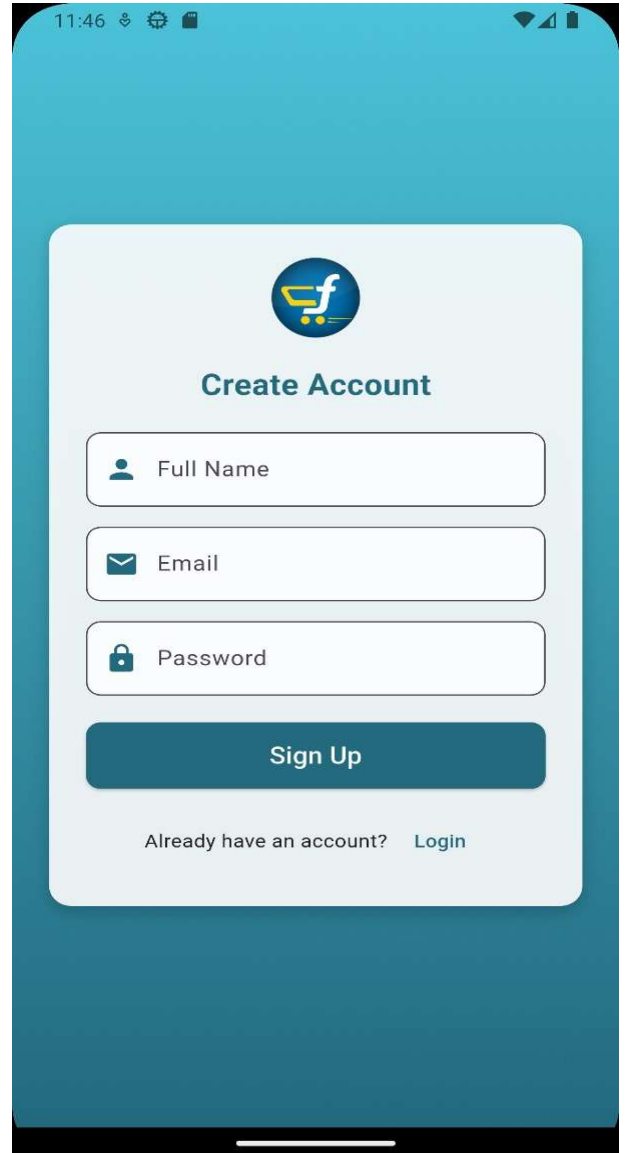 11:46
f
Create Account
Full Name
Email
Password
Sign Up
Already have an account? Login